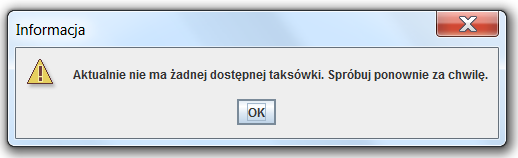 Informacja
Aktualnie nie ma żadnej dostępnej taksówki. Spróbuj ponownie za chwilę.
OK